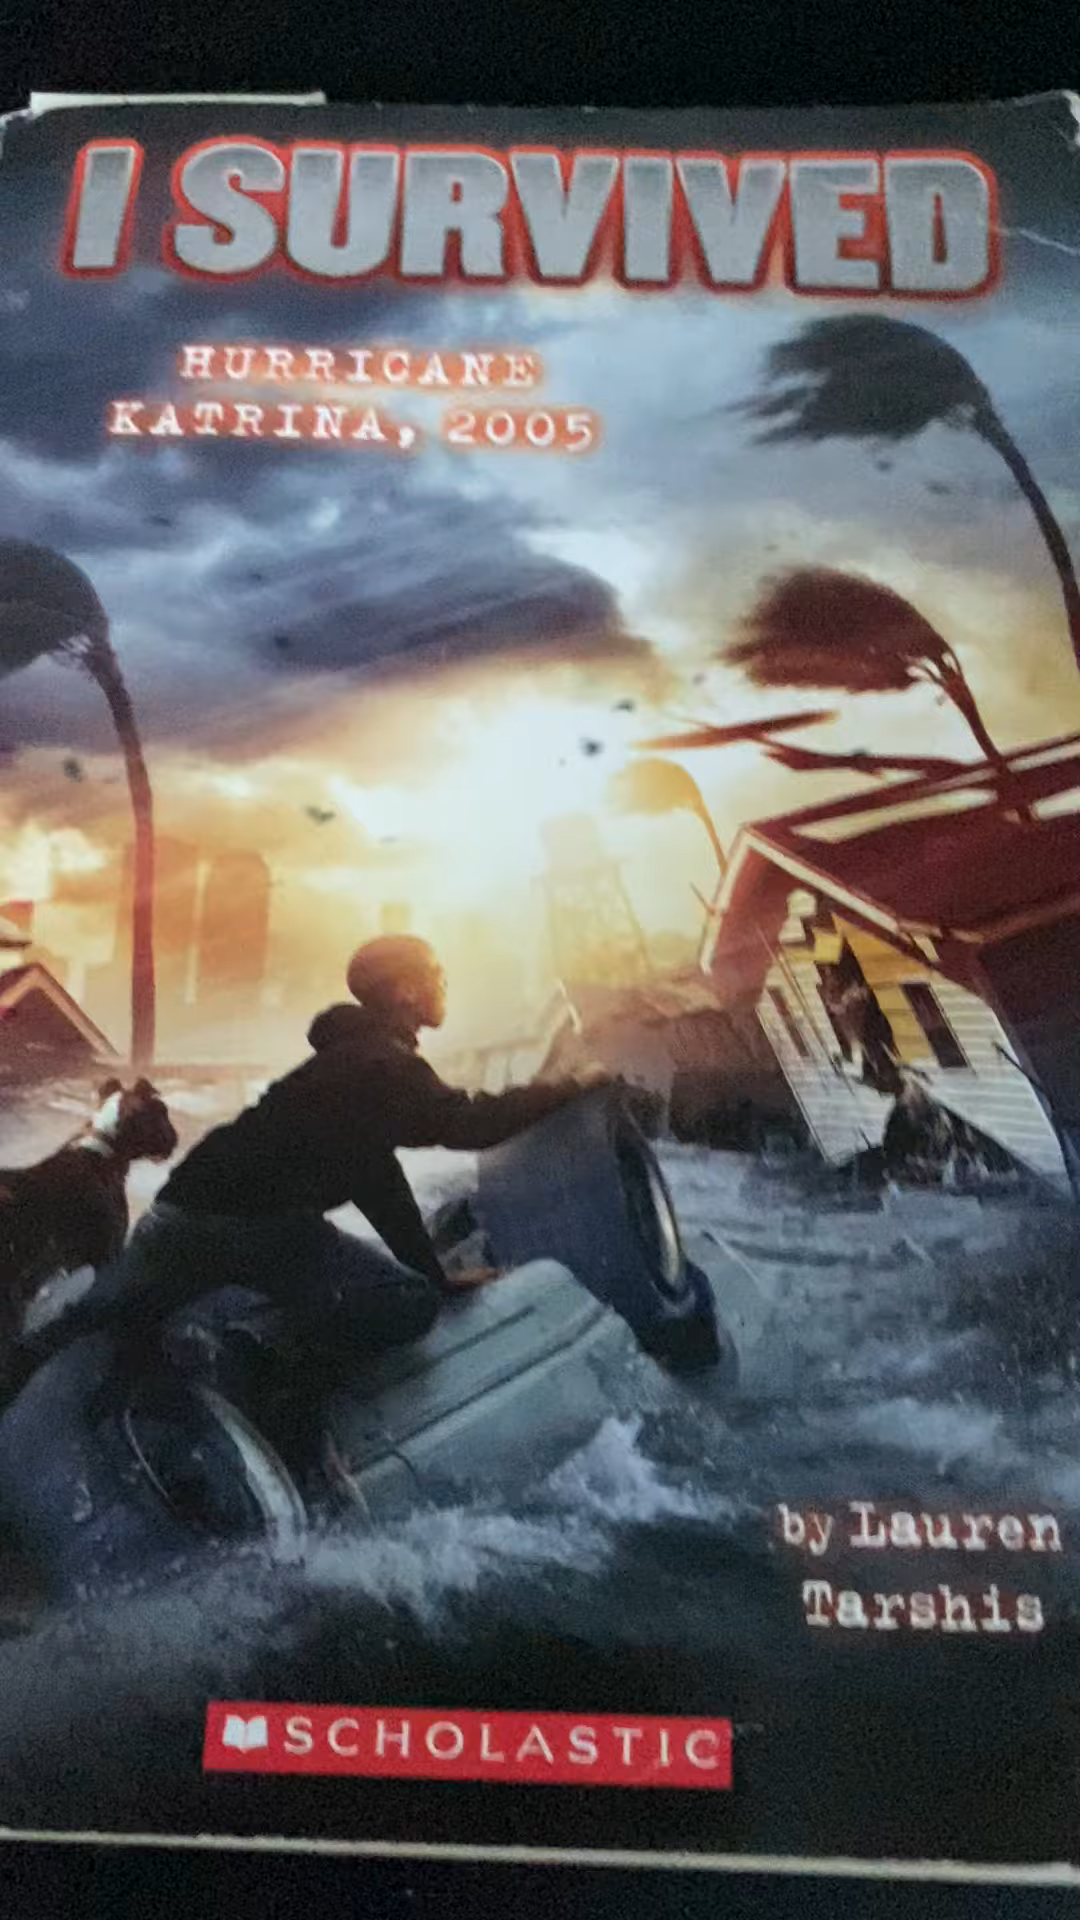 I SURVIVED
HURRICANE
KATRINA, 2005
by Lauren
Tarshis
SCHOLASTIC